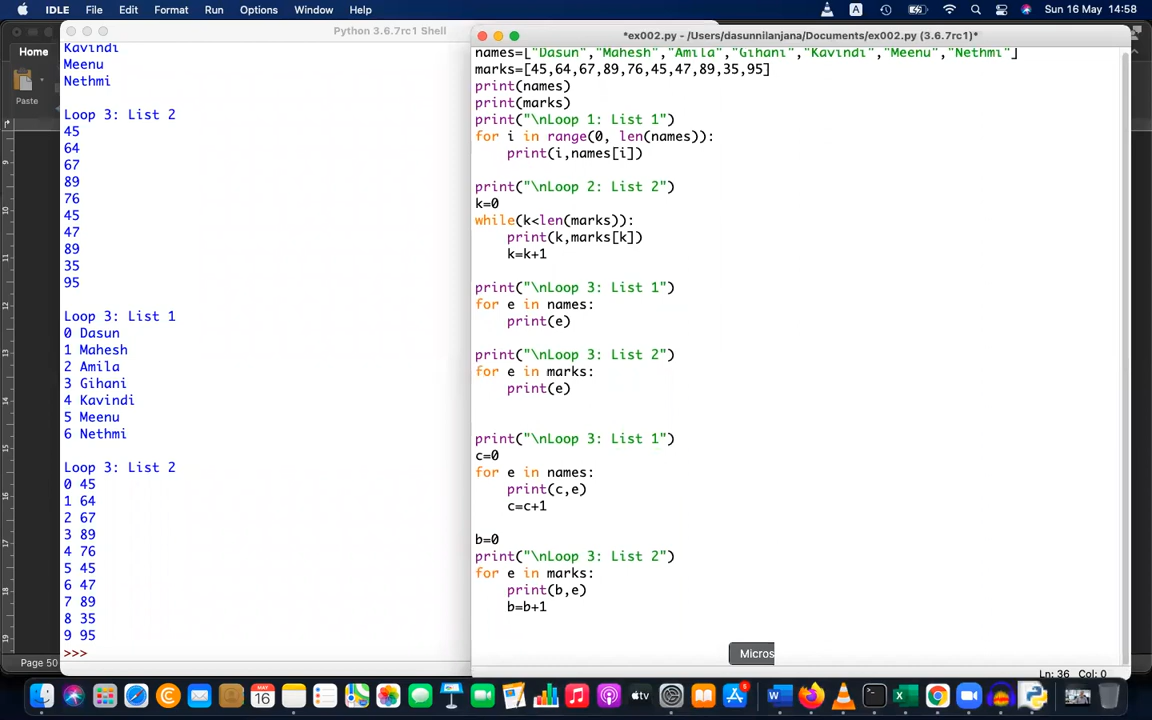 IDLE File Edit Format Run Options Window Help
A
Sun 16 May 14:58
Home
Paste
Page 50
Python 3.6.7rc1 Shell
Kavindi
Meenu
Nethmi
Loop 3: List 2
45
64
67
89
76
45
47
89
35
95
Loop 3: List 1
0 Dasun
1 Mahesh
2 Amila
3 Gihani
4 Kavindi
5 Meenu
6 Nethmi
Loop 3: List 2
0 45
1 64
2 67
3 89
4 76
5 45
6 47
7 89
8 35
9 95
>>>
*ex002.py - /Users/dasunnilanjana/Documents/ex002.py (3.6.7rc1)*
names=["Dasun","Mahesh","Amila","Gihani","Kavindi","Meenu","Nethmi"]
marks=[45,64,67,89,76,45,47,89,35,95]
print(names)
print(marks)
print("\nLoop 1: List 1")
for i in range(0, len(names)):
    print(i,names[i])
print("\nLoop 2: List 2")
k=0
while(k<len(marks)):
    print(k,marks[k])
    k=k+1
print("\nLoop 3: List 1")
for e in names:
    print(e)
print("\nLoop 3: List 2")
for e in marks:
    print(e)
print("\nLoop 3: List 1")
c=0
for e in names:
    print(c,e)
    c=c+1
b=0
print("\nLoop 3: List 2")
for e in marks:
    print(b,e)
    b=b+1
Micros
Ln: 36 Col: 0
MAY
16
tv